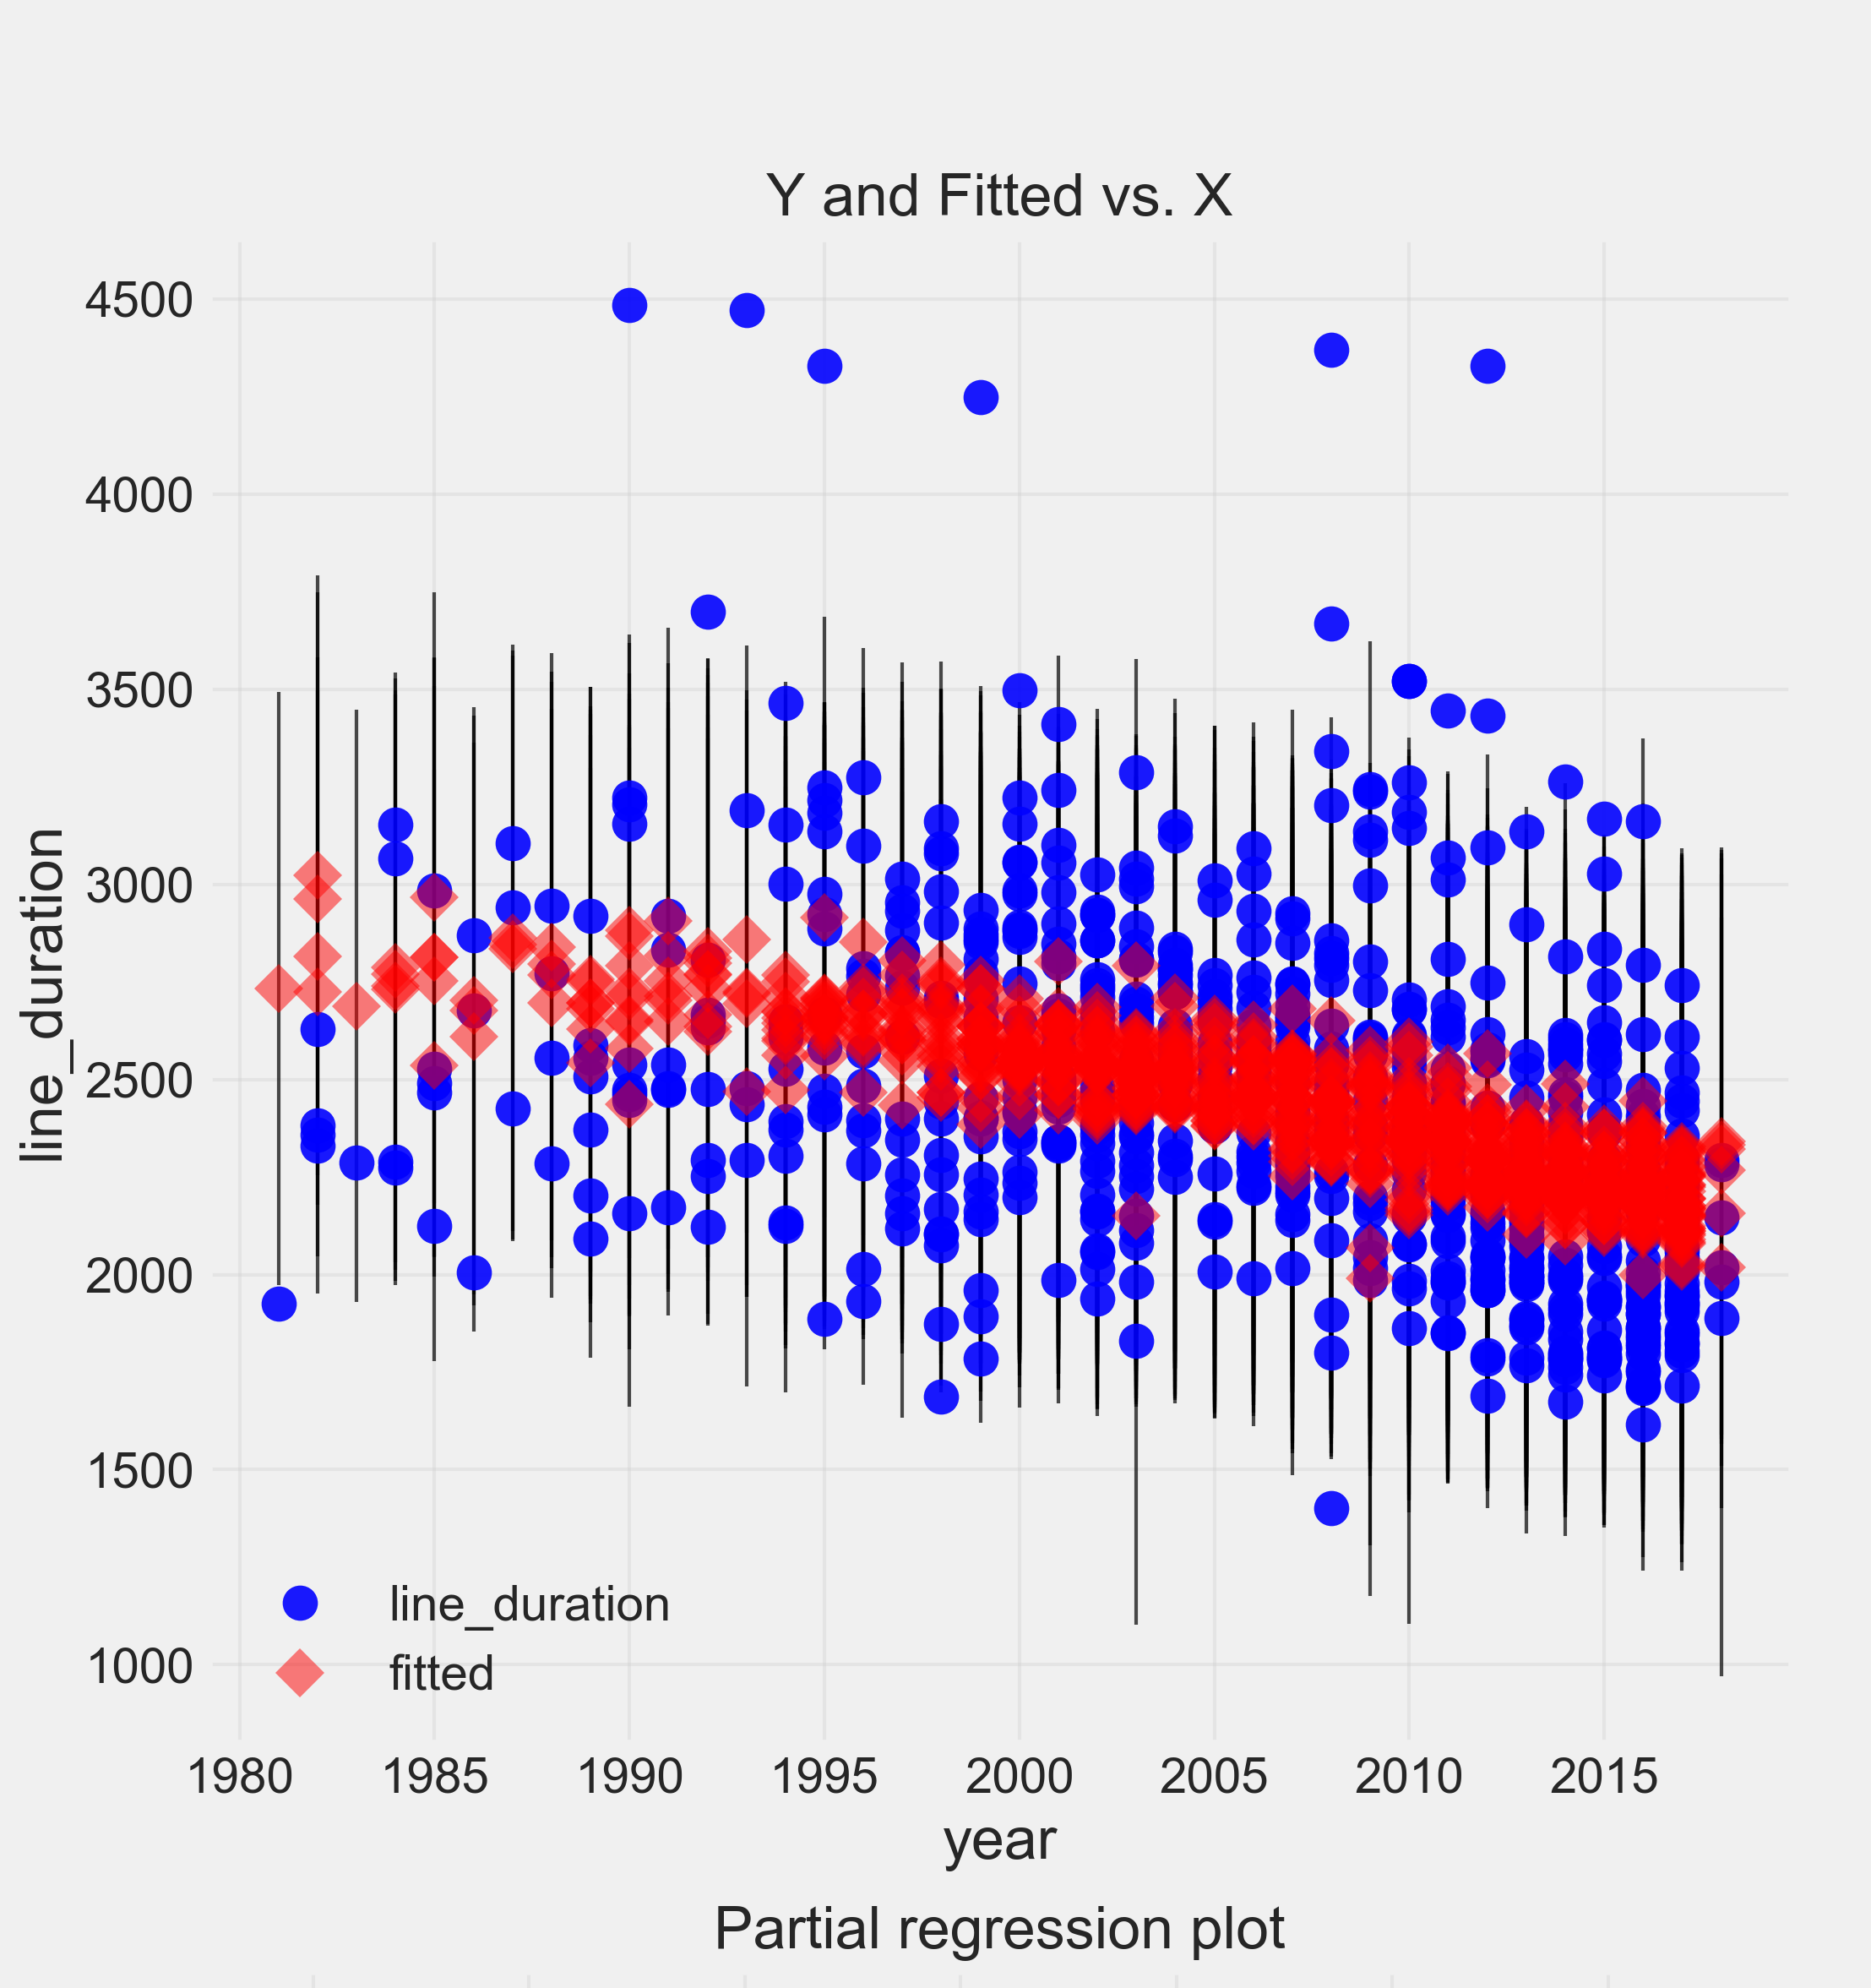 Y and Fitted vs. X
4500
4000
3500
3000
2500
2000
1500
1000
line_duration
line_duration
fitted
1980 1985 1990 1995 2000 2005 2010 2015
year
Partial regression plot